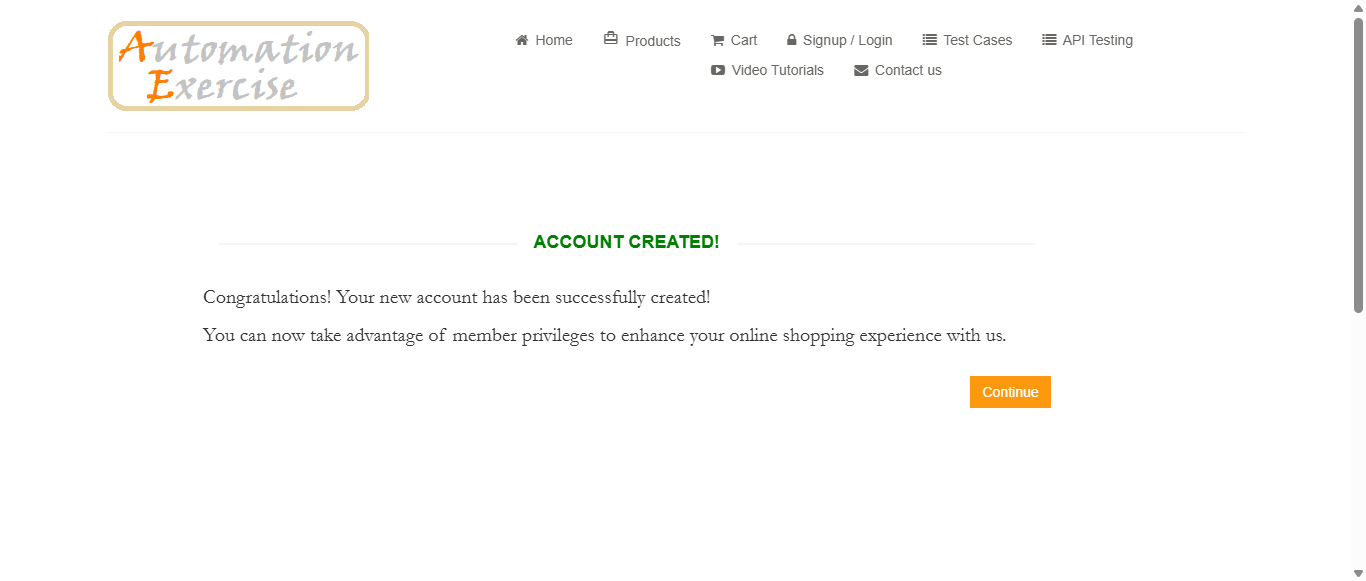 Automation
Exercise
Home Products Cart Signup / Login Test Cases API Testing
Video Tutorials Contact us
ACCOUNT CREATED!
Congratulations! Your new account has been successfully created!
You can now take advantage of member privileges to enhance your online shopping experience with us.
Continue